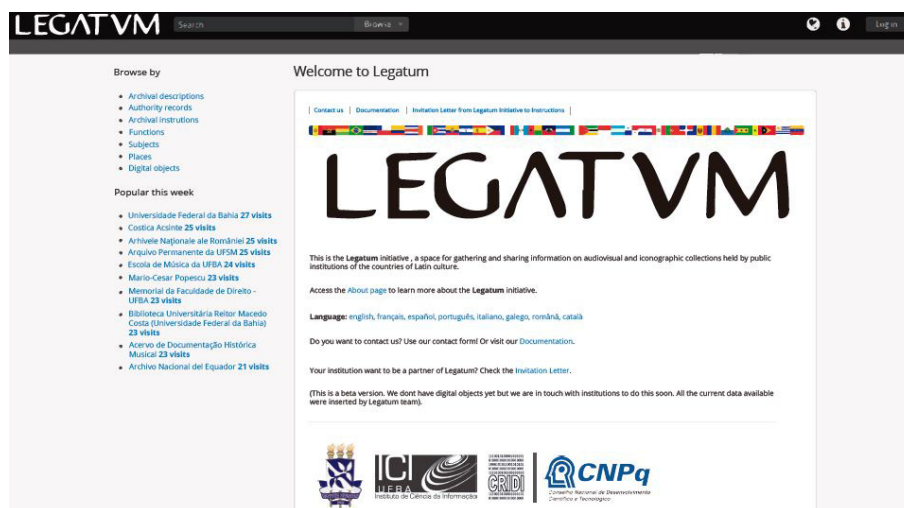 LEGATVM
Search
Browse
Log in
Browse by
Archival descriptions
Authority records
Archival instrutions
Functions
Subjects
Places
Digital objects
Popular this week
Universidade Federal da Bahia 27 visits
Costica Acsinte 25 visits
Arhivele Naționale ale României 25 visits
Arquivo Permanente da UFSM 25 visits
Escola de Música da UFBA 24 visits
Mario-Cesar Popescu 23 visits
Memorial da Faculdade de Direito -
UFBA 23 visits
Biblioteca Universitária Reitor Macedo
Costa (Universidade Federal da Bahia)
23 visits
Acervo de Documentação Histórica
Musical 23 visits
Archivo Nacional del Equador 21 visits
Welcome to Legatum
| Contact us | Documentation | Invitation Letter from Legatum Initiative to Instructions |
LEGATVM
This is the Legatum initiative , a space for gathering and sharing information on audiovisual and iconographic collections held by public
institutions of the countries of Latin culture.
Access the About page to learn more about the Legatum initiative.
Language: english, français, español, português, italiano, galego, română, català
Do you want to contact us? Use our contact form! Or visit our Documentation.
Your institution want to be a partner of Legatum? Check the Invitation Letter.
(This is a beta version. We dont have digital objects yet but we are in touch with institutions to do this soon. All the current data available
were inserted by Legatum team).
ICI
UFBA
Instituto de Ciência da Informação
CRIDI
CNPq
Conselho Nacional de Desenvolvimento
Científico e Tecnológico